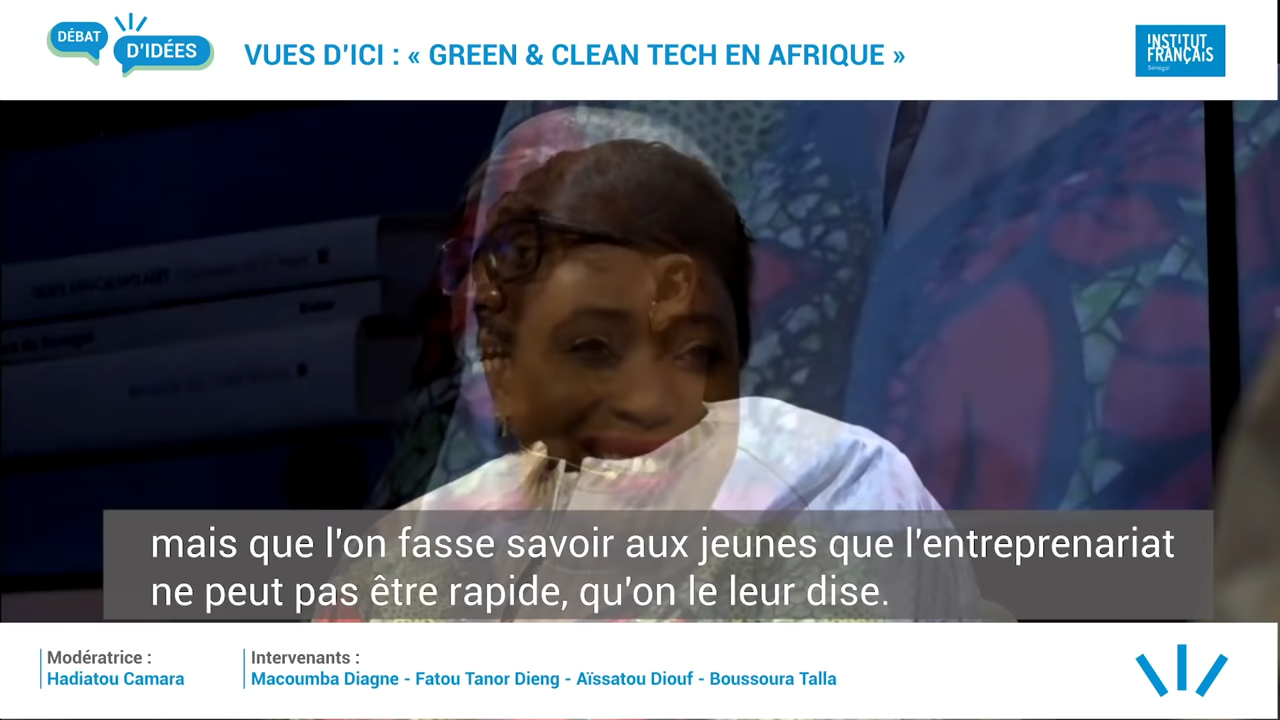 DÉBAT
D'IDÉES
VUES D'ICI : « GREEN & CLEAN TECH EN AFRIQUE »
INSTITUT
FRANÇAIS
Sénégal
mais que l'on fasse savoir aux jeunes que l'entreprenariat
ne peut pas être rapide, qu'on le leur dise.
Modératrice :
Hadiatou Camara
Intervenants :
Macoumba Diagne - Fatou Tanor Dieng - Aïssatou Diouf - Boussoura Talla